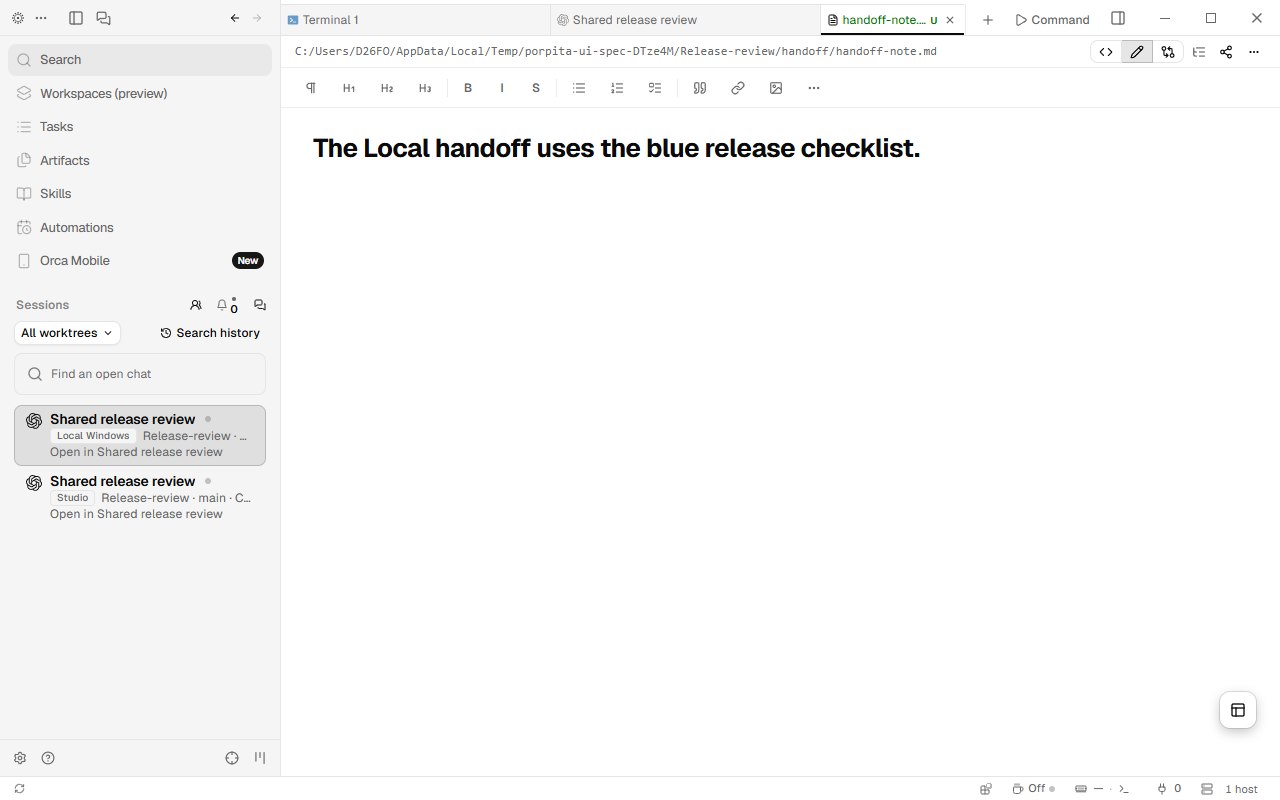 Terminal 1
Shared release review
handoff-note.... U
Command
Search
Workspaces (preview)
Tasks
Artifacts
Skills
Automations
Orca Mobile
New
Sessions
0
All worktrees
Search history
Find an open chat
Shared release review
Local Windows Release-review · ...
Open in Shared release review
Shared release review
Studio Release-review · main · C...
Open in Shared release review
C:/Users/D26FO/AppData/Local/Temp/porpita-ui-spec-DTze4M/Release-review/handoff/handoff-note.md
H1 H2 H3 B I S
The Local handoff uses the blue release checklist.
Off
0
1 host